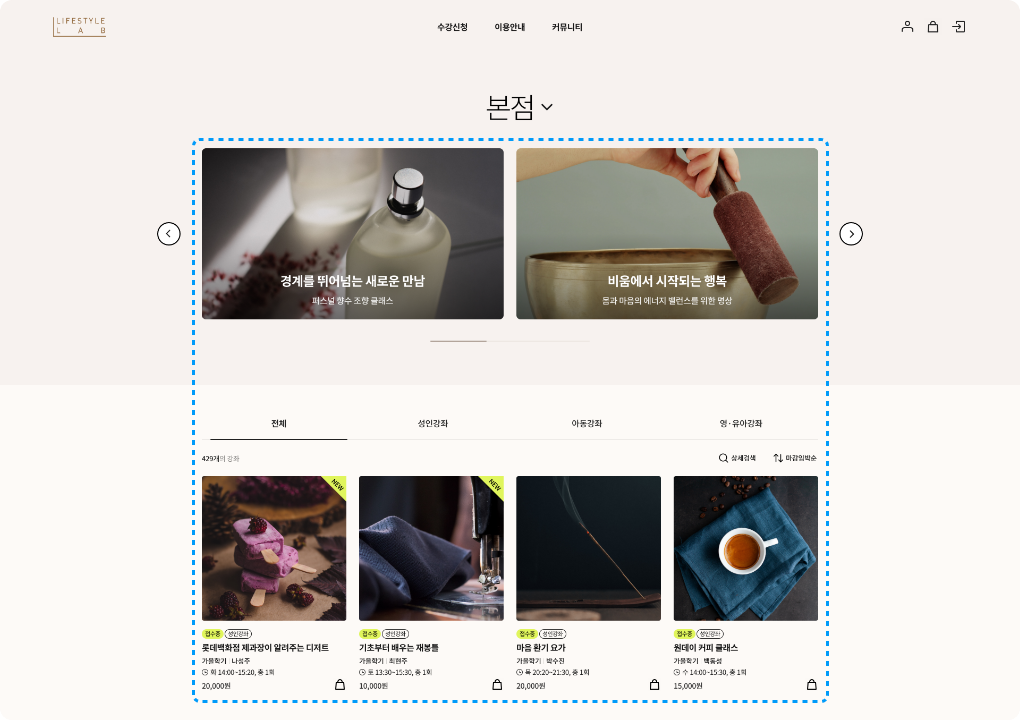 LIFESTYLE
L A B
수강신청 이용안내 커뮤니티
본점
경계를 뛰어넘는 새로운 만남
퍼스널 향수 조향 클래스
비움에서 시작되는 행복
몸과 마음의 에너지 밸런스를 위한 명상
전체 성인강좌 아동강좌 영·유아강좌
429개의 강좌
상세검색 마감임박순
NEW
NEW
접수중 성인강좌
롯데백화점 제과장이 알려주는 디저트
가을학기 | 나성주
화 14:00~15:20, 총 1회
20,000원
접수중 성인강좌
기초부터 배우는 재봉틀
가을학기 | 최현주
토 13:30~15:30, 총 1회
10,000원
접수중 성인강좌
마음 환기 요가
가을학기 | 박수진
목 20:20~21:30, 총 1회
20,000원
접수중 성인강좌
원데이 커피 클래스
가을학기 | 백동성
수 14:00~15:30, 총 1회
15,000원